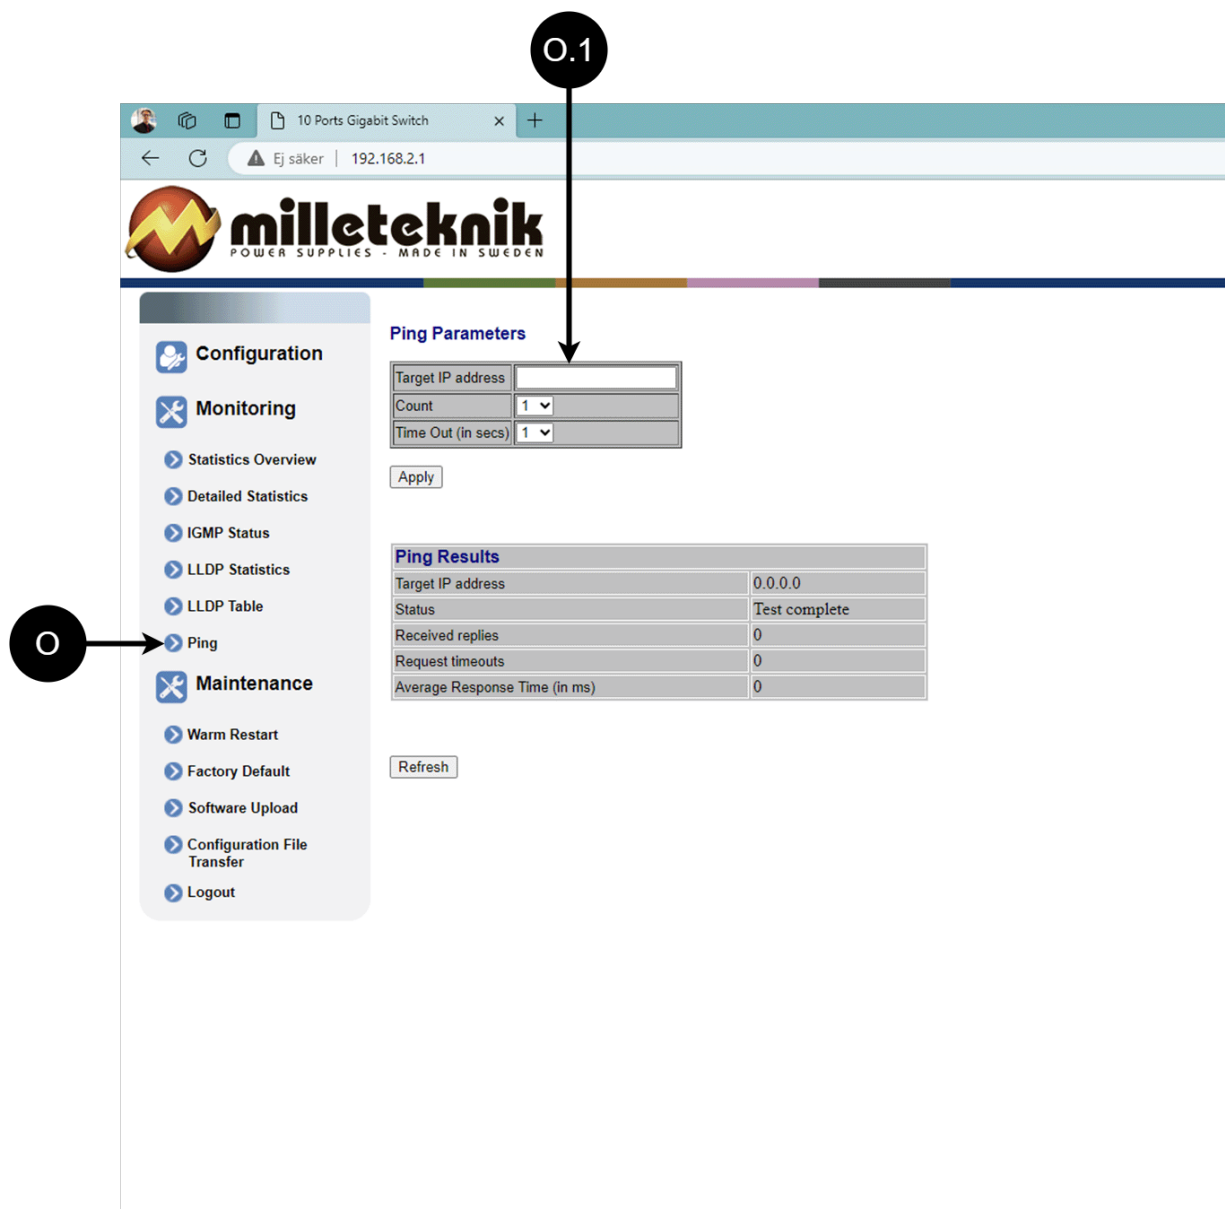 O.1
10 Ports Gigabit Switch
Ej säker | 192.168.2.1
milleteknik
POWER SUPPLIES - MADE IN SWEDEN
Configuration
Monitoring
Statistics Overview
Detailed Statistics
IGMP Status
LLDP Statistics
LLDP Table
O
Ping
Maintenance
Warm Restart
Factory Default
Software Upload
Configuration File
Transfer
Logout
Ping Parameters
Target IP address
Count 1
Time Out (in secs) 1
Apply
Ping Results
Target IP address 0.0.0.0
Status Test complete
Received replies 0
Request timeouts 0
Average Response Time (in ms) 0
Refresh